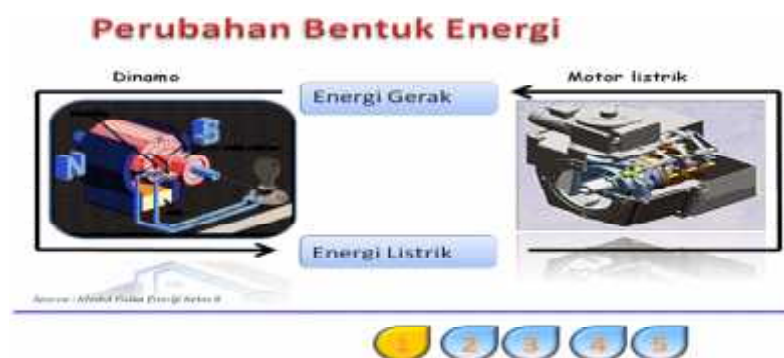 Perubahan Bentuk Energi
Dinamo
Motor listrik
Energi Gerak
N
Energi Listrik
1 2 3 4 5